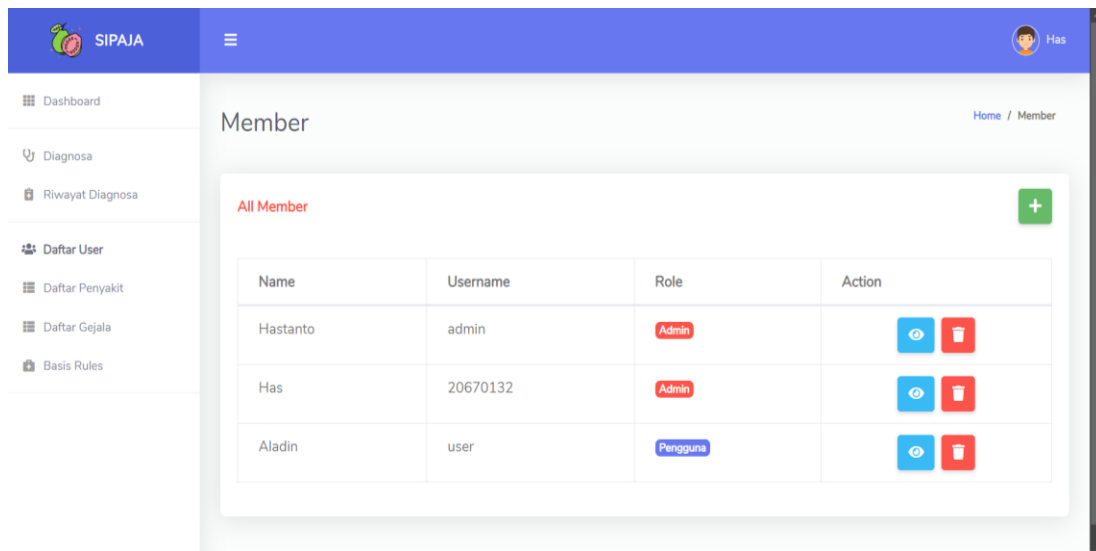 SIPAJA
Has
Dashboard
Diagnosa
Riwayat Diagnosa
Daftar User
Daftar Penyakit
Daftar Gejala
Basis Rules
Member
Home / Member
All Member
Name Username Role Action
Hastanto admin Admin
Has 20670132 Admin
Aladin user Pengguna